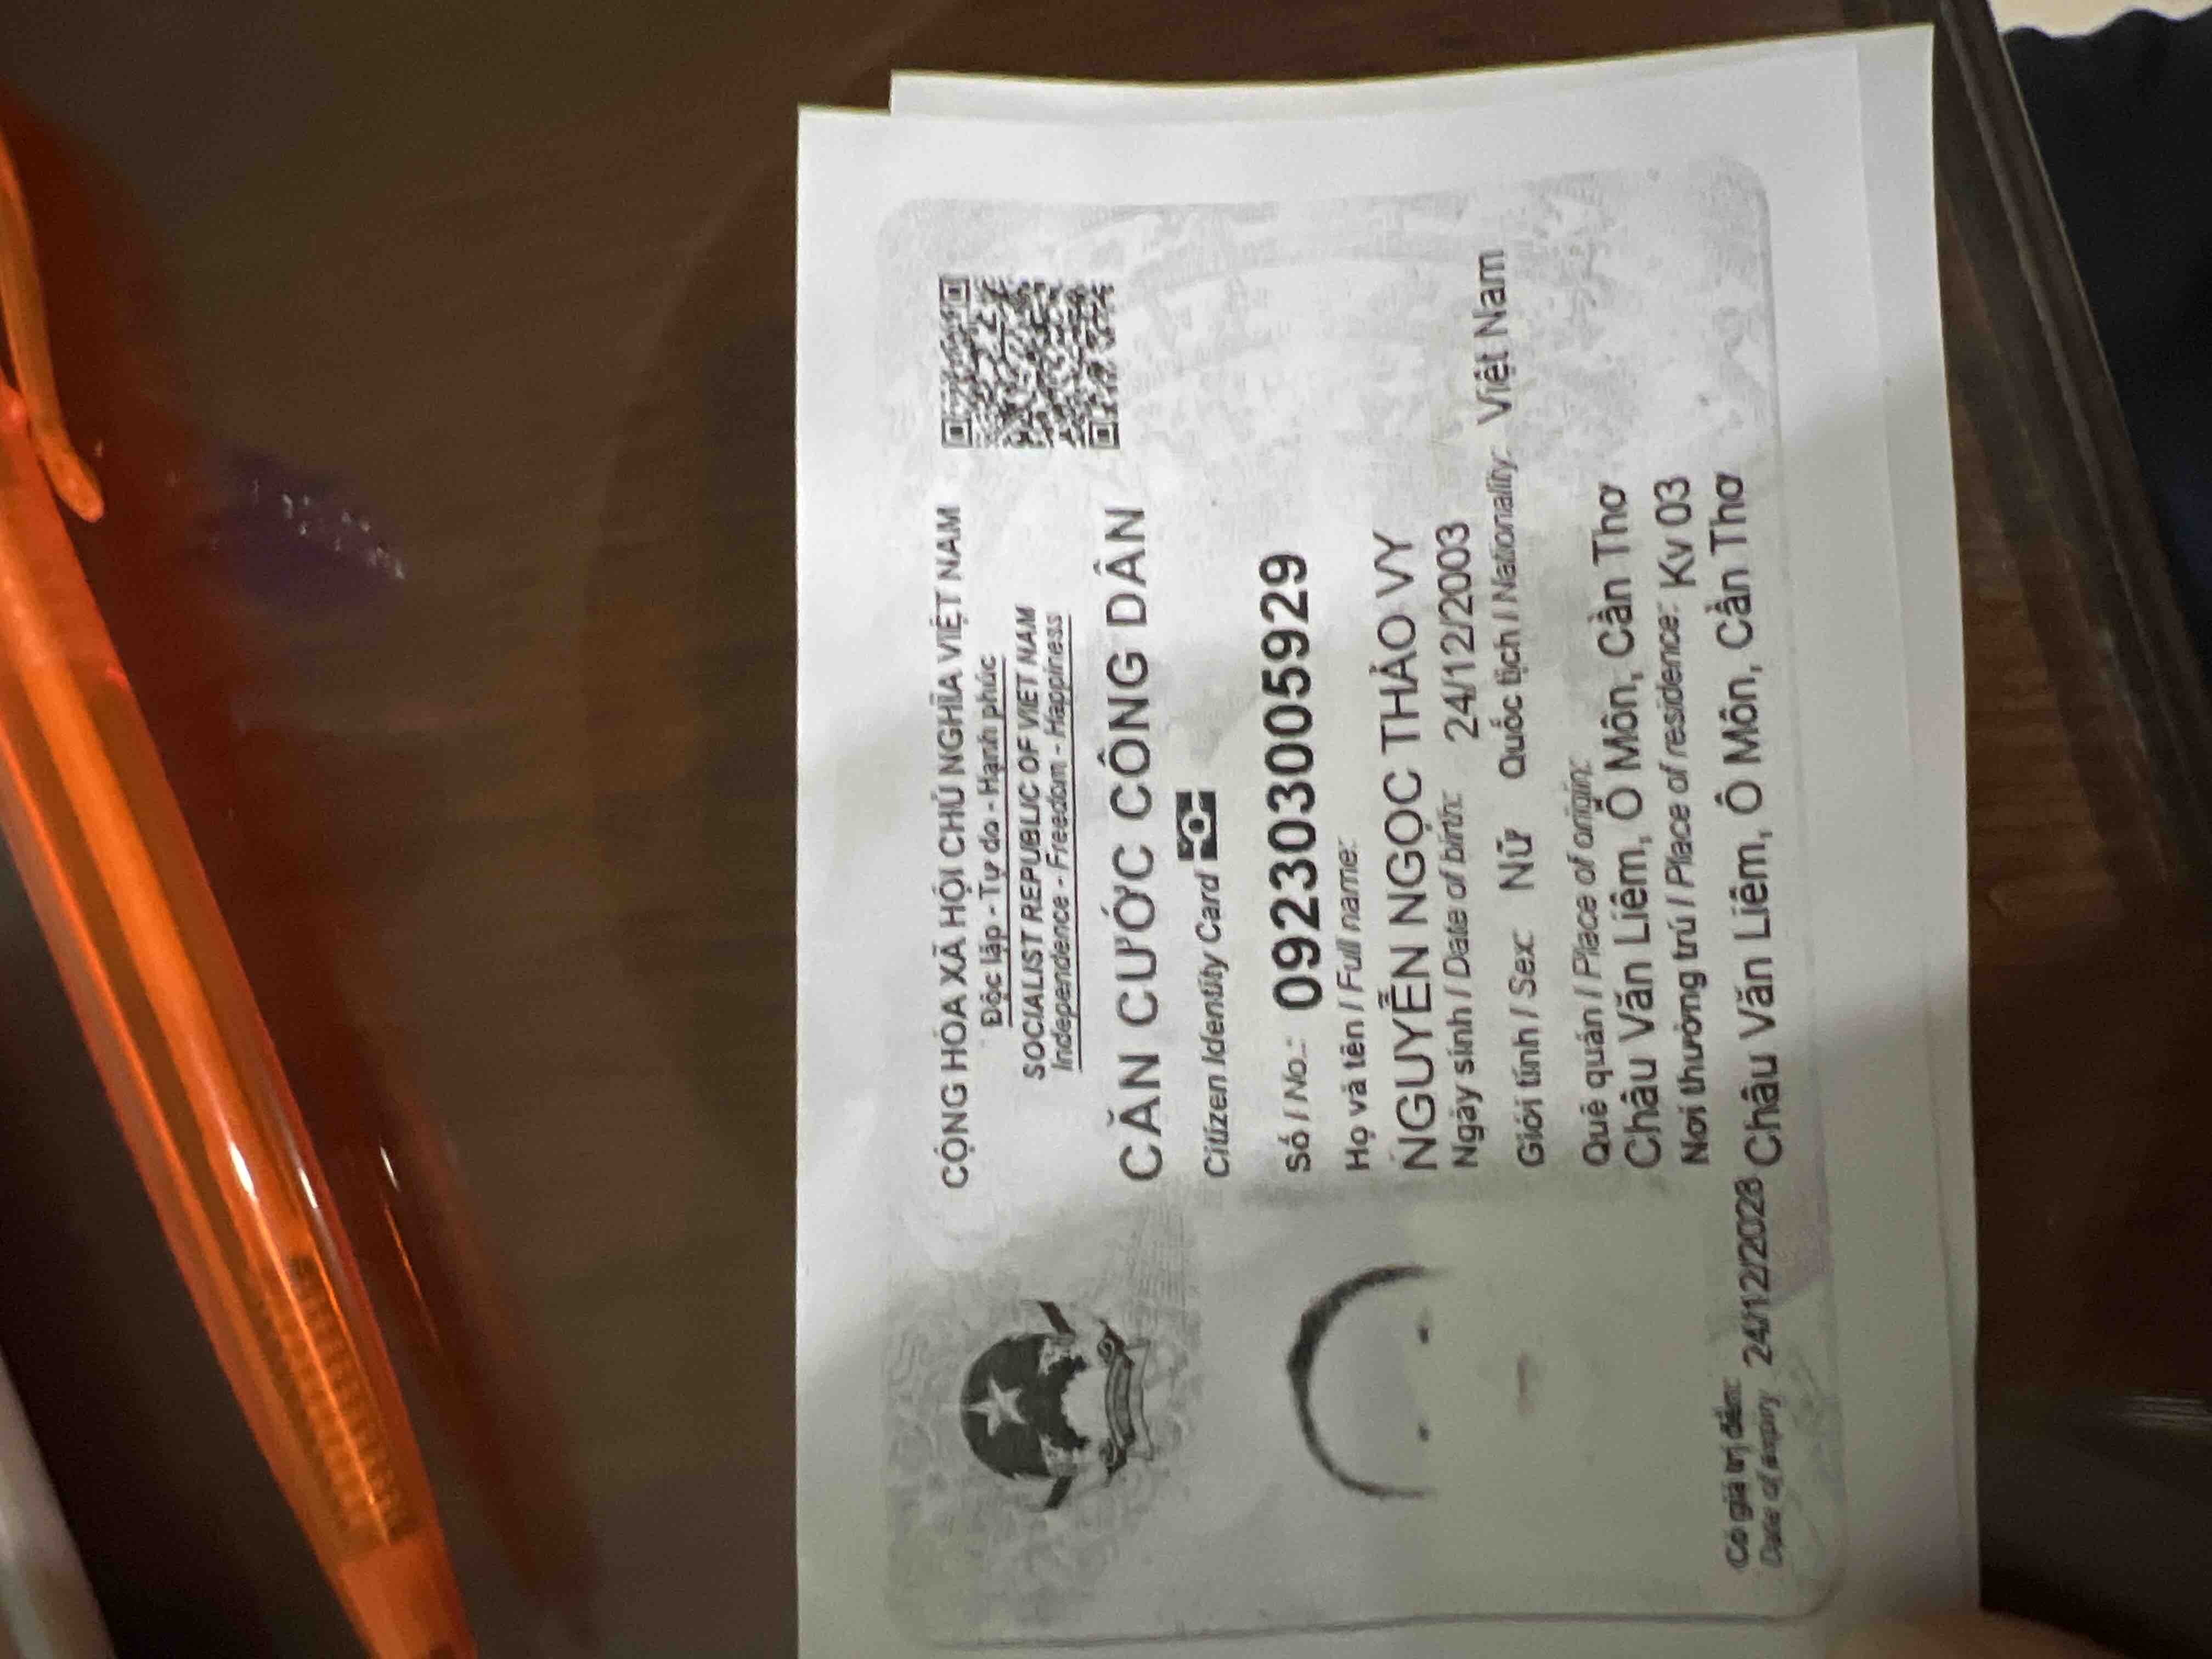 CỘNG HÒA XÃ HỘI CHỦ NGHĨA VIỆT NAM
Độc lập - Tự do - Hạnh phúc
SOCIALIST REPUBLIC OF VIET NAM
Independence - Freedom - Happiness
CĂN CƯỚC CÔNG DÂN
Citizen Identity Card
Số / No.: 092303005929
Họ và tên / Full name:
NGUYỄN NGỌC THẢO VY
Ngày sinh / Date of birth: 24/12/2003
Giới tính / Sex: Nữ Quốc tịch / Nationality: Việt Nam
Quê quán / Place of origin:
Châu Văn Liêm, Ô Môn, Cần Thơ
Nơi thường trú / Place of residence: Kv 03
Châu Văn Liêm, Ô Môn, Cần Thơ
Có giá trị đến: 24/12/2028
Date of expiry